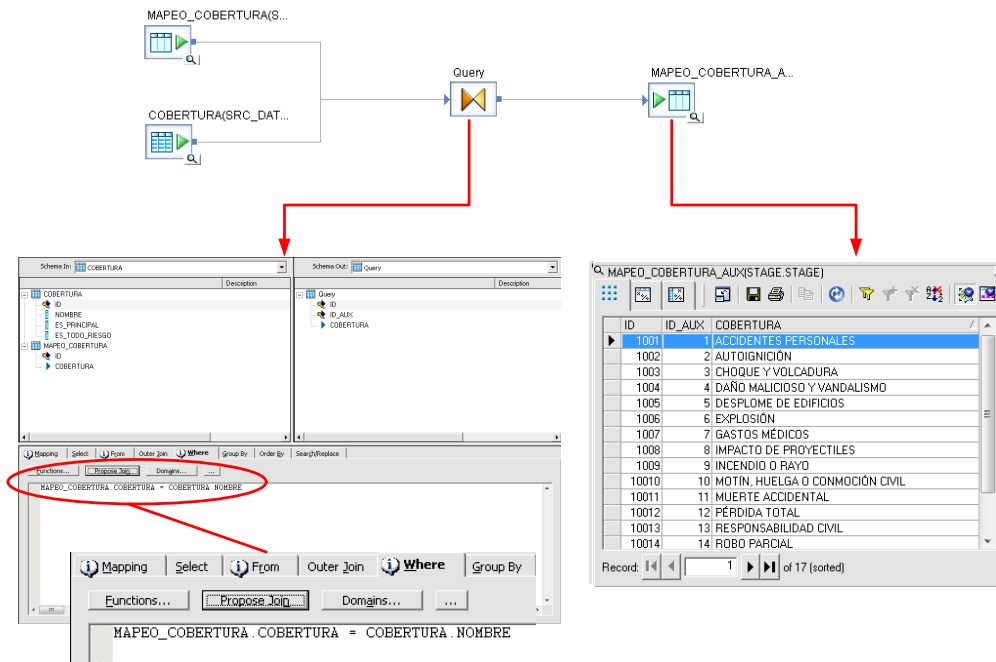 MAPEO_COBERTURA(S...
COBERTURA(SRC_DAT...
Query
MAPEO_COBERTURA_A...
Schema In: COBERTURA
Description
COBERTURA
ID
NOMBRE
ES_PRINCIPAL
ES_TODO_RIESGO
MAPEO_COBERTURA
ID
COBERTURA
Schema Out: Query
Description
Query
ID
ID_AUX
COBERTURA
Mapping Select From Outer Join Where Group By Order By Search/Replace
Functions... Propose Join Domains... ...
MAPEO_COBERTURA.COBERTURA = COBERTURA.NOMBRE
Mapping Select From Outer Join Where Group By
Functions... Propose Join Domains... ...
MAPEO_COBERTURA.COBERTURA = COBERTURA.NOMBRE
MAPEO_COBERTURA_AUX(STAGE.STAGE)
ID ID_AUX COBERTURA
1001 1 ACCIDENTES PERSONALES
1002 2 AUTOIGNICIÓN
1003 3 CHOQUE Y VOLCADURA
1004 4 DAÑO MALICIOSO Y VANDALISMO
1005 5 DESPLOME DE EDIFICIOS
1006 6 EXPLOSIÓN
1007 7 GASTOS MÉDICOS
1008 8 IMPACTO DE PROYECTILES
1009 9 INCENDIO O RAYO
10010 10 MOTÍN, HUELGA O CONMOCIÓN CIVIL
10011 11 MUERTE ACCIDENTAL
10012 12 PÉRDIDA TOTAL
10013 13 RESPONSABILIDAD CIVIL
10014 14 ROBO PARCIAL
Record: 1 of 17 (sorted)